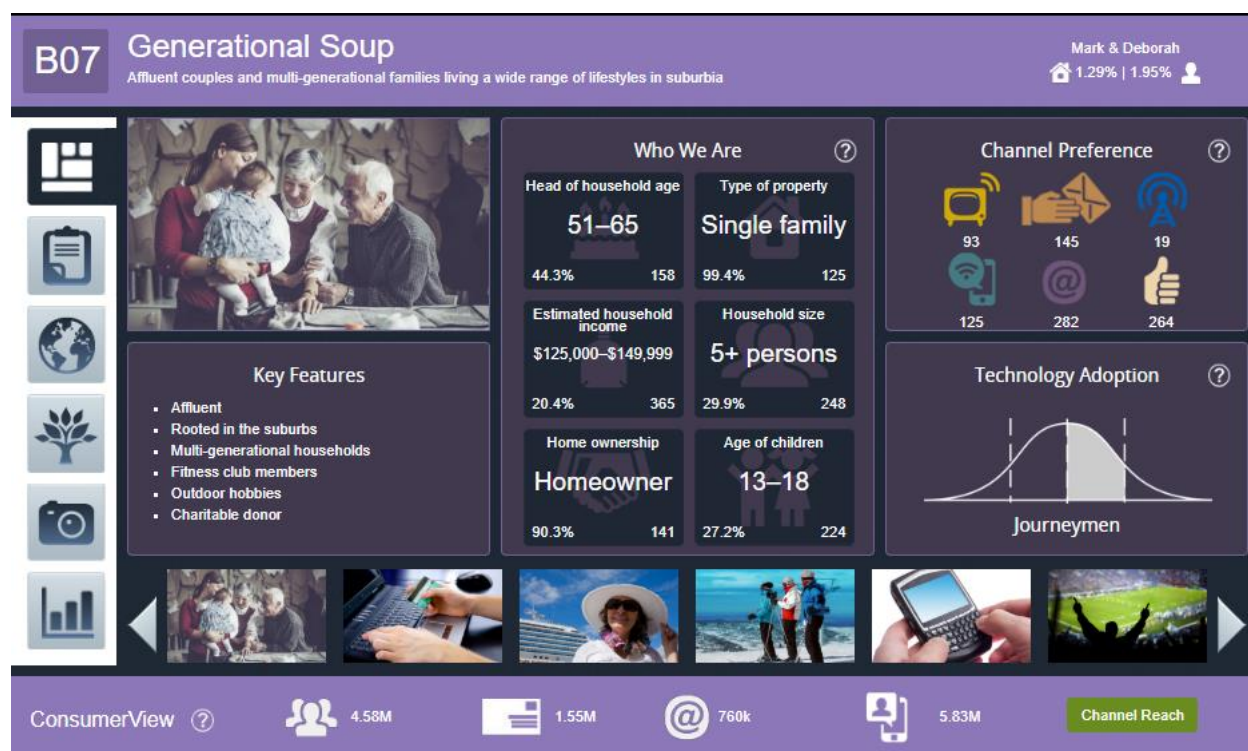 B07
Generational Soup
Affluent couples and multi-generational families living a wide range of lifestyles in suburbia
Mark & Deborah
1.29% | 1.95%
Who We Are
?
Head of household age
51–65
44.3% 158
Type of property
Single family
99.4% 125
Estimated household
income
$125,000–$149,999
20.4% 365
Household size
5+ persons
29.9% 248
Home ownership
Homeowner
90.3% 141
Age of children
13–18
27.2% 224
Channel Preference
?
93 145 19
@
125 282 264
Key Features
• Affluent
• Rooted in the suburbs
• Multi-generational households
• Fitness club members
• Outdoor hobbies
• Charitable donor
Technology Adoption
?
Journeymen
ConsumerView ? 4.58M 1.55M @ 760k 5.83M Channel Reach